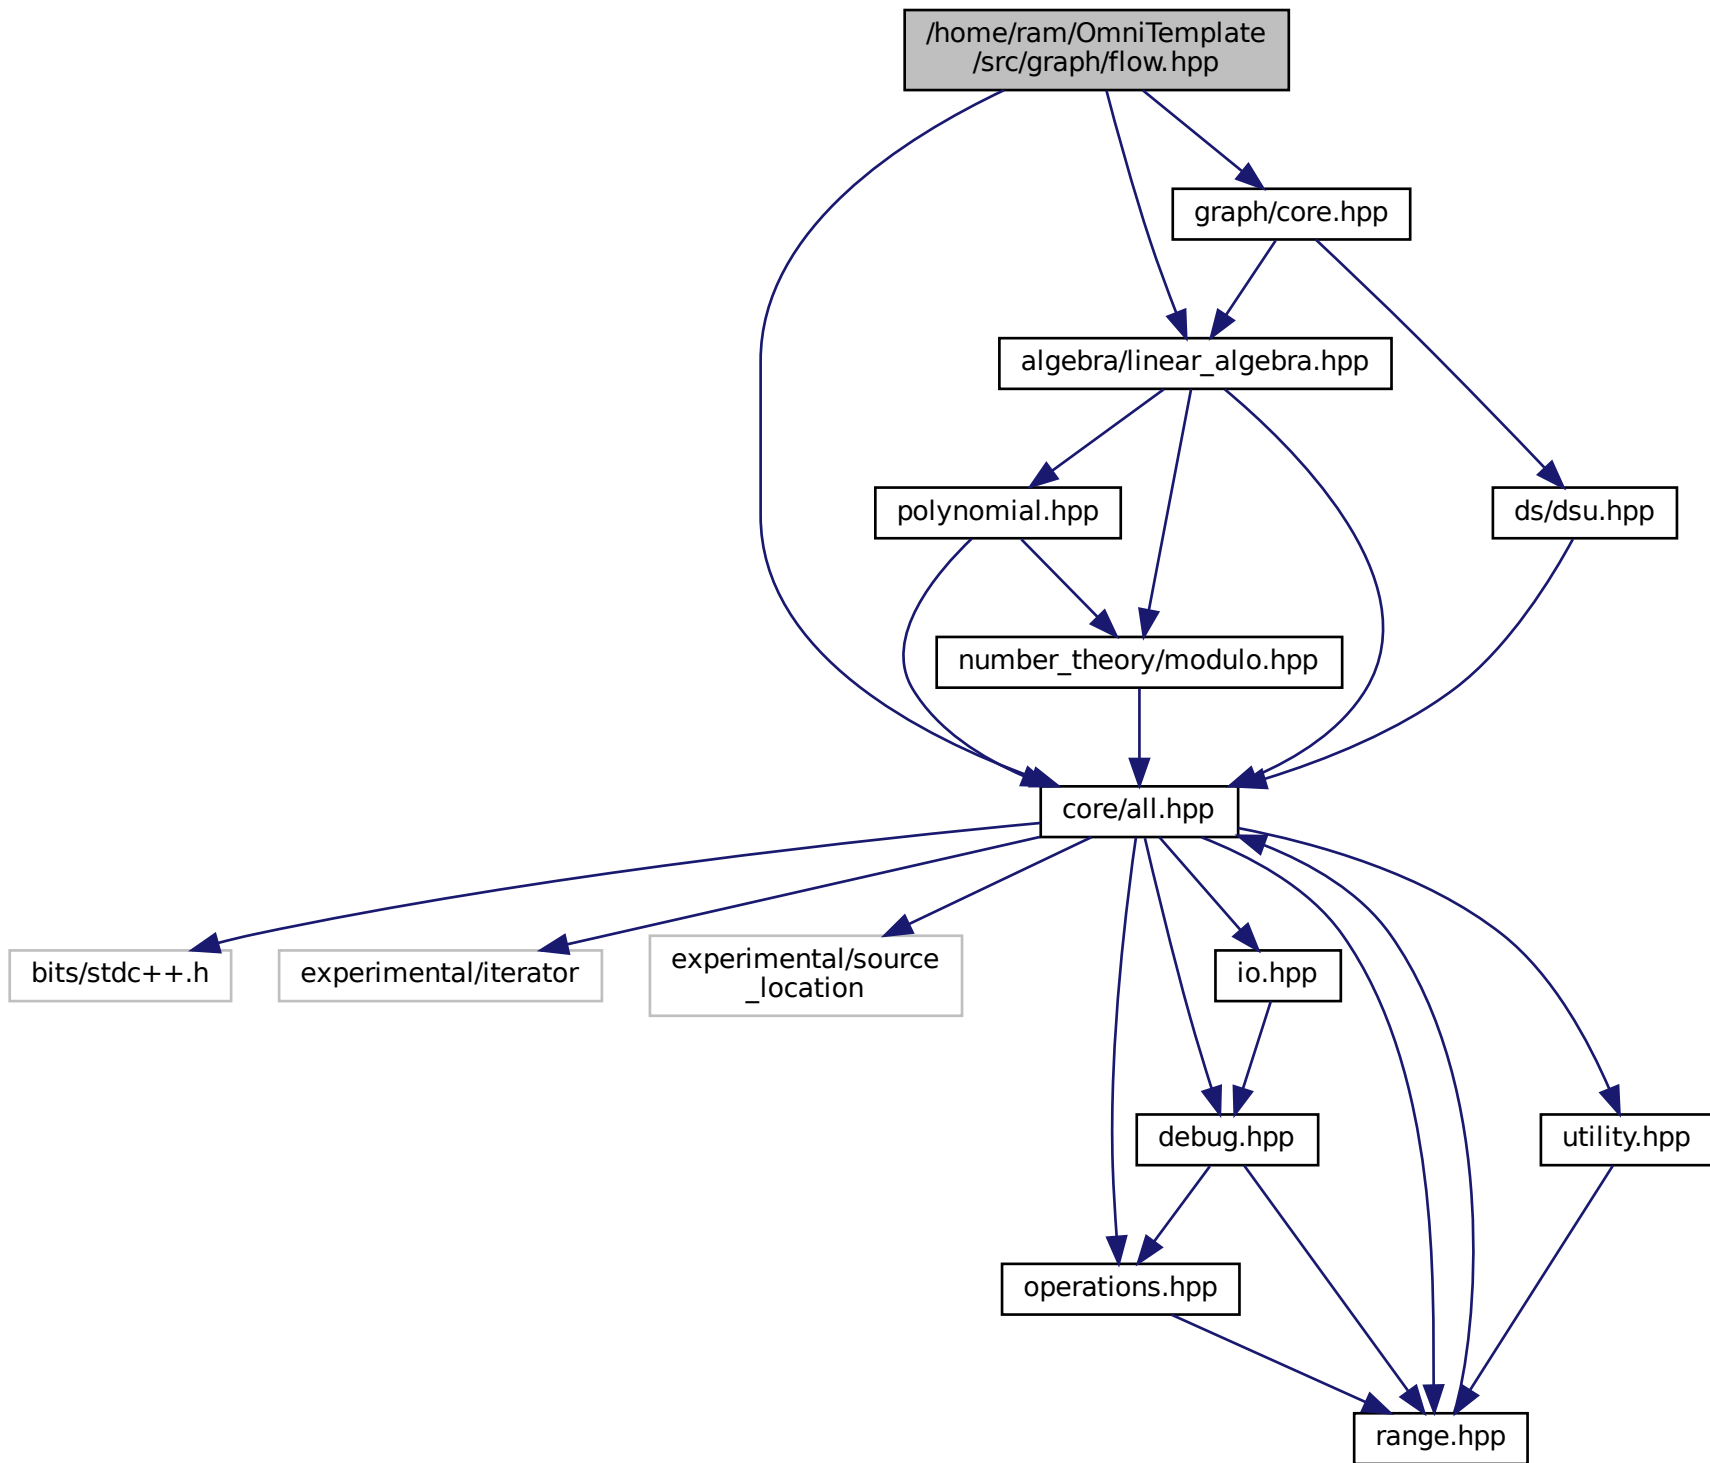 /home/ram/OmniTemplate
/src/graph/flow.hpp
graph/core.hpp
algebra/linear_algebra.hpp
polynomial.hpp
ds/dsu.hpp
number_theory/modulo.hpp
core/all.hpp
bits/stdc++.h
experimental/iterator
experimental/source
_location
io.hpp
debug.hpp
utility.hpp
operations.hpp
range.hpp